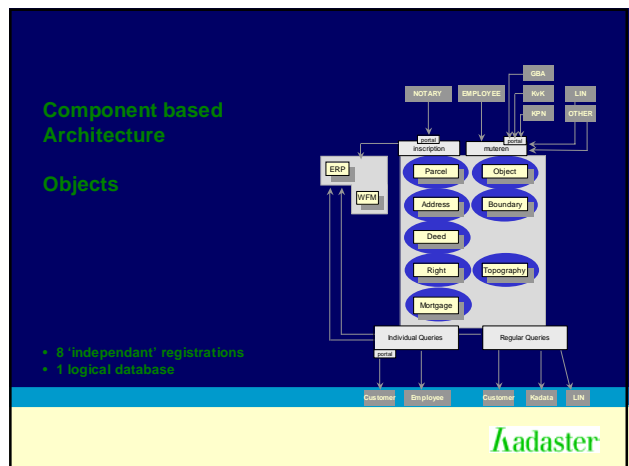 Component based
Architecture
Objects
• 8 'independant' registrations
• 1 logical database
GBA
NOTARY
EMPLOYEE
KvK
LIN
KPN
OTHER
portal
portal
inscription
muteren
ERP
WFM
Parcel
Object
Address
Boundary
Deed
Right
Topography
Mortgage
Individual Queries
Regular Queries
portal
Customer
Employee
Customer
Kadata
LIN
Kadaster